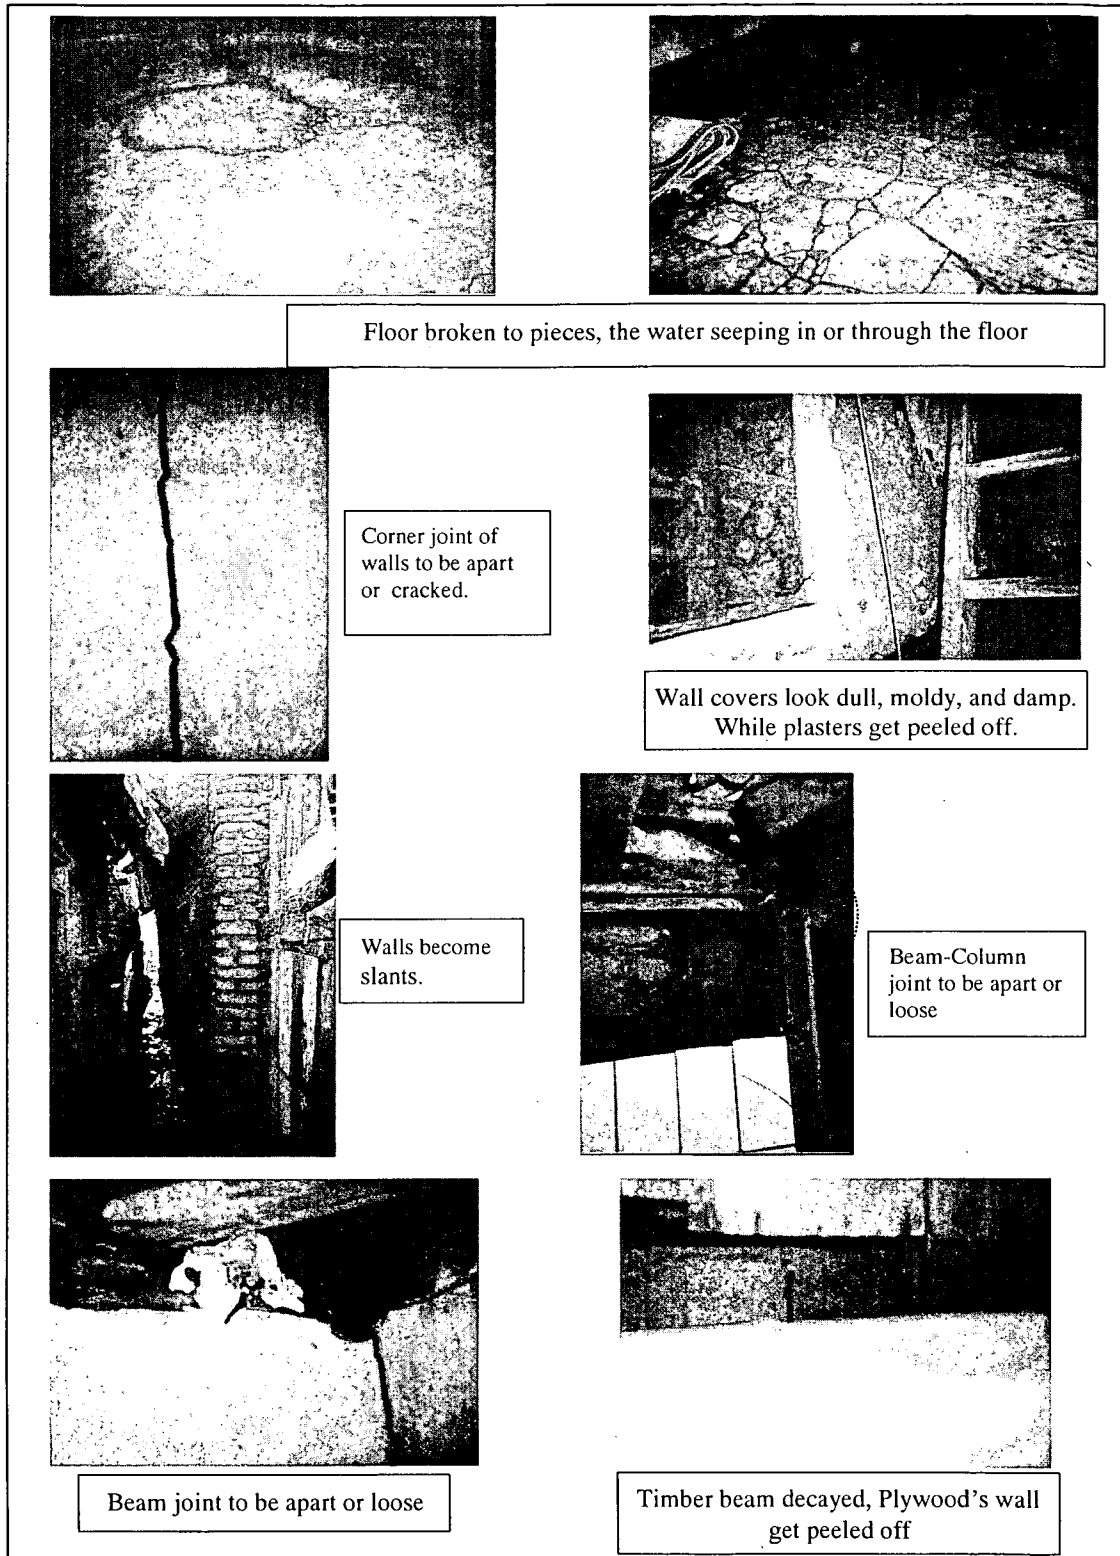 Floor broken to pieces, the water seeping in or through the floor
Corner joint of
walls to be apart
or cracked.
Wall covers look dull, moldy, and damp.
While plasters get peeled off.
Walls become
slants.
Beam-Column
joint to be apart or
loose
Beam joint to be apart or loose
Timber beam decayed, Plywood's wall
get peeled off